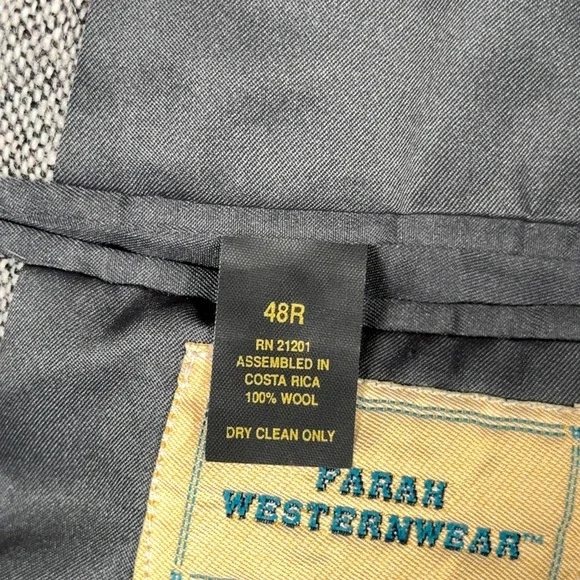 48R
RN 21201
ASSEMBLED IN
COSTA RICA
100% WOOL
DRY CLEAN ONLY
FARAH
WESTERNWEAR™